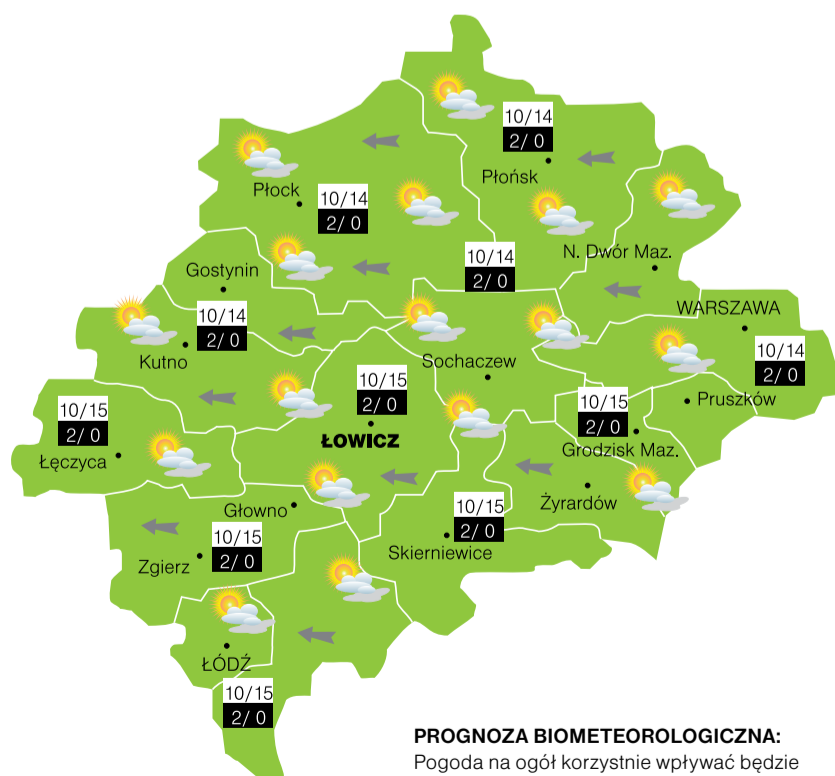 10/14
2/ 0
Płońsk
Płock
10/14
2/ 0
N. Dwór Maz.
10/14
2/ 0
Gostynin
WARSZAWA
10/14
2/ 0
Kutno
10/14
2/ 0
Sochaczew
10/15
2/ 0
ŁOWICZ
10/15
2/ 0
Grodzisk Maz.
Pruszków
10/15
2/ 0
Łęczyca
Głowno
Żyrardów
10/15
2/ 0
Skierniewice
10/15
2/ 0
Zgierz
ŁÓDŹ
10/15
2/ 0
PROGNOZA BIOMETEOROLOGICZNA:
Pogoda na ogół korzystnie wpływać będzie